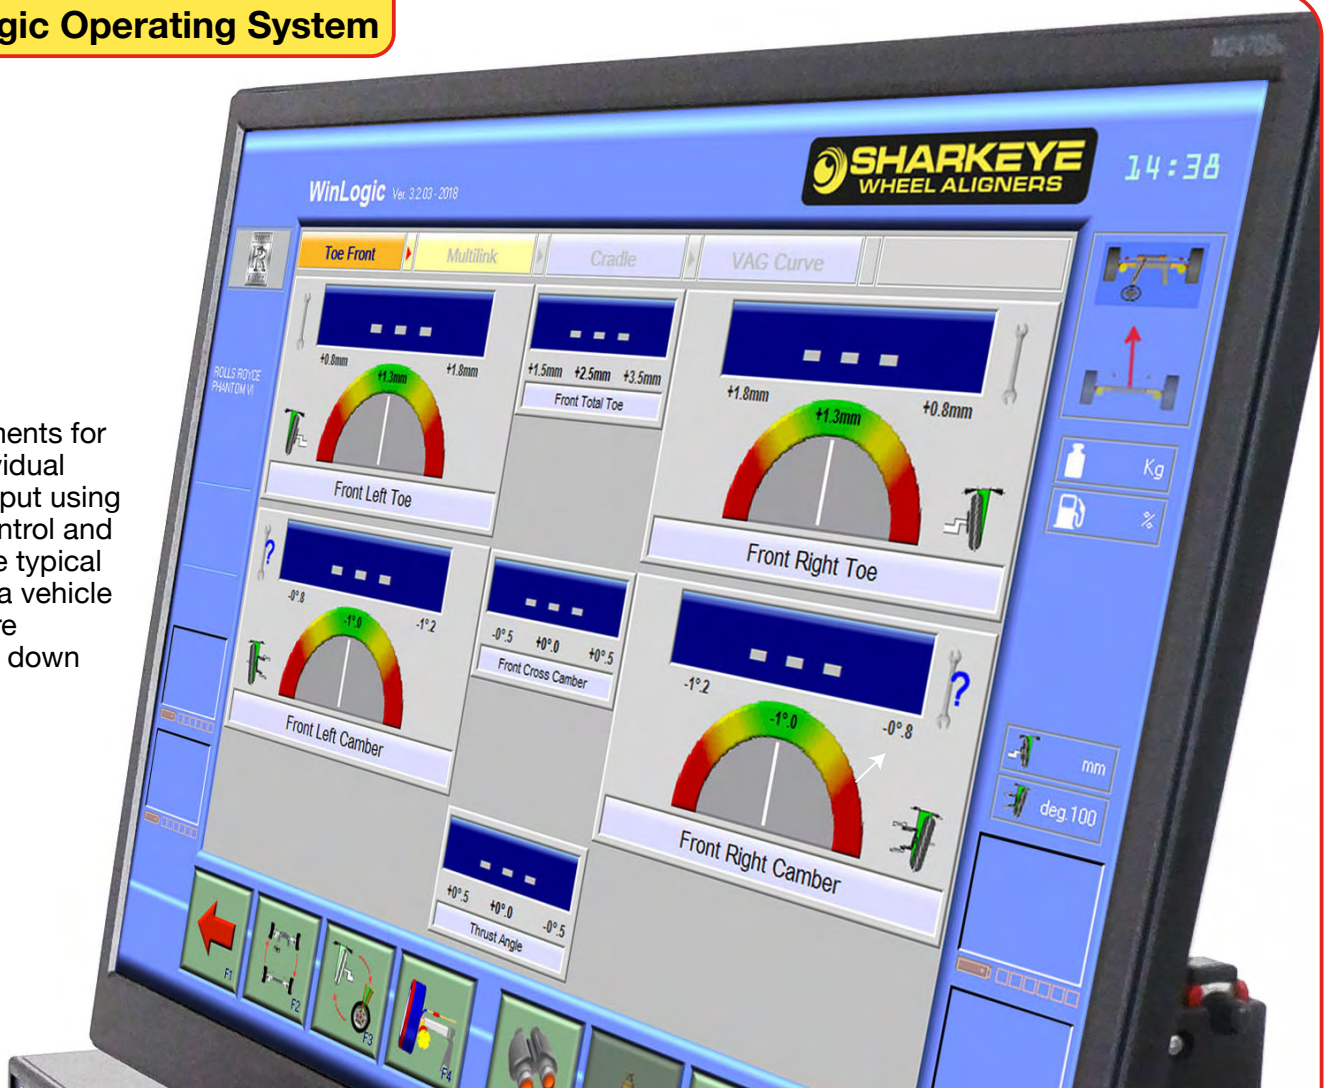 gic Operating System
SHARKEYE
WHEEL ALIGNERS
14:38
WinLogic Ver. 3.2.03 - 2018
Toe Front
Multilink
Cradle
VAG Curve
ROLLS ROYCE
PHANTOM VI
+0.8mm
+1.3mm
+1.8mm
Front Left Toe
+1.5mm +2.5mm +3.5mm
Front Total Toe
+1.8mm
+1.3mm
+0.8mm
Front Right Toe
Kg
%
ments for
vidual
put using
ntrol and
e typical
a vehicle
re
down
?
-0°.8
-1°.0
-1°.2
Front Left Camber
-0°.5 +0°.0 +0°.5
Front Cross Camber
?
-1°.2
-1°.0
-0°.8
Front Right Camber
mm
deg.100
+0°.5 +0°.0 -0°.5
Thrust Angle
F1
F2
F3
F4